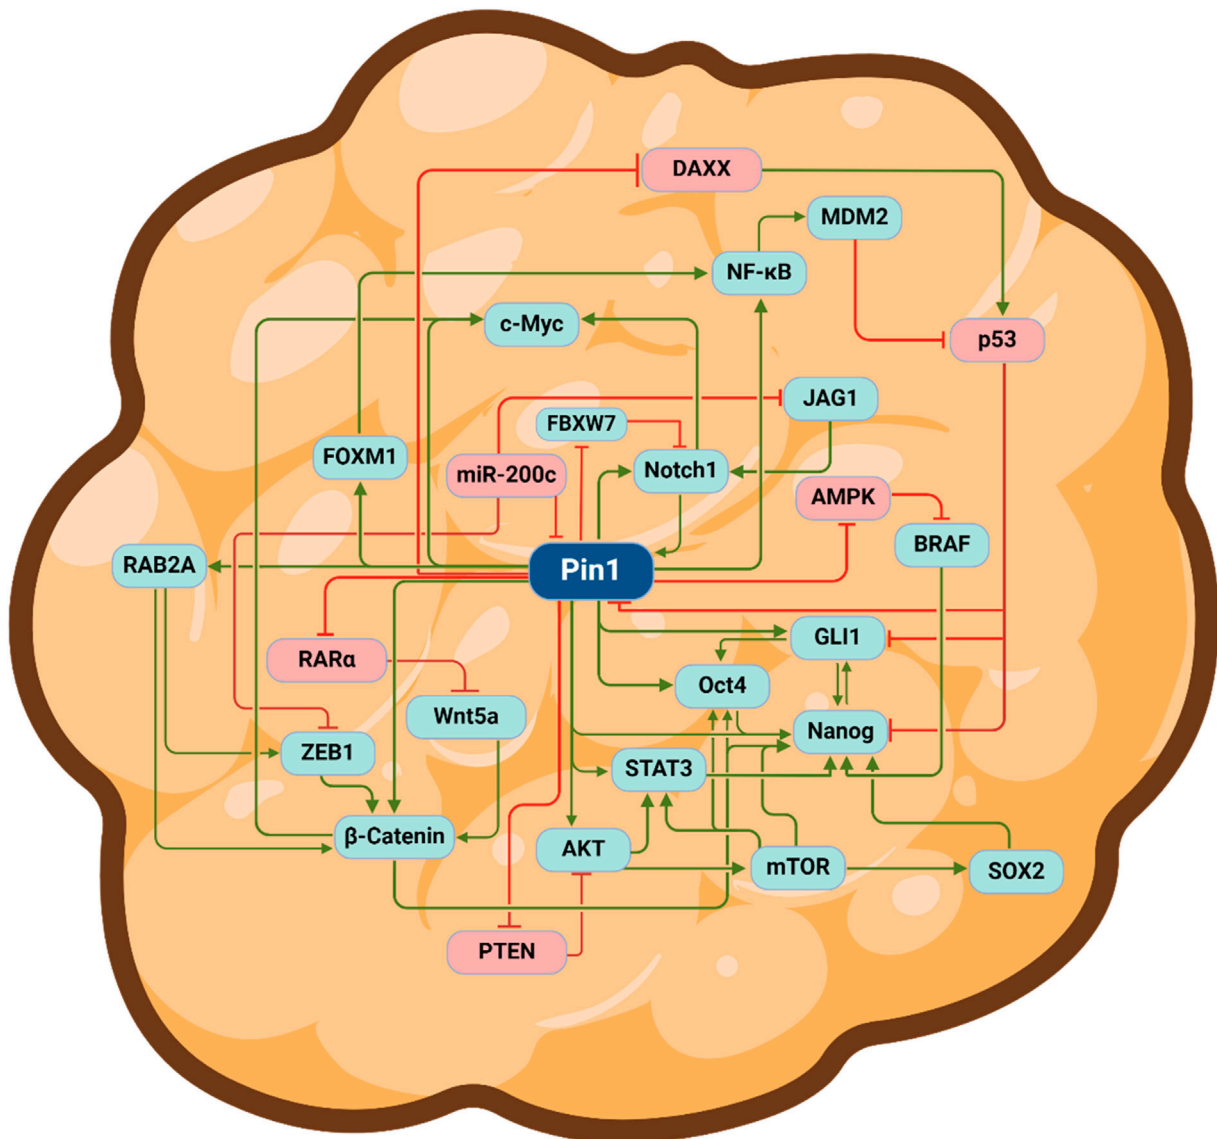 DAXX
MDM2
NF-κB
c-Myc
p53
JAG1
FBXW7
FOXM1
miR-200c
Notch1
AMPK
BRAF
RAB2A
Pin1
GLI1
RARα
Oct4
Wnt5a
Nanog
ZEB1
STAT3
β-Catenin
AKT
mTOR
SOX2
PTEN